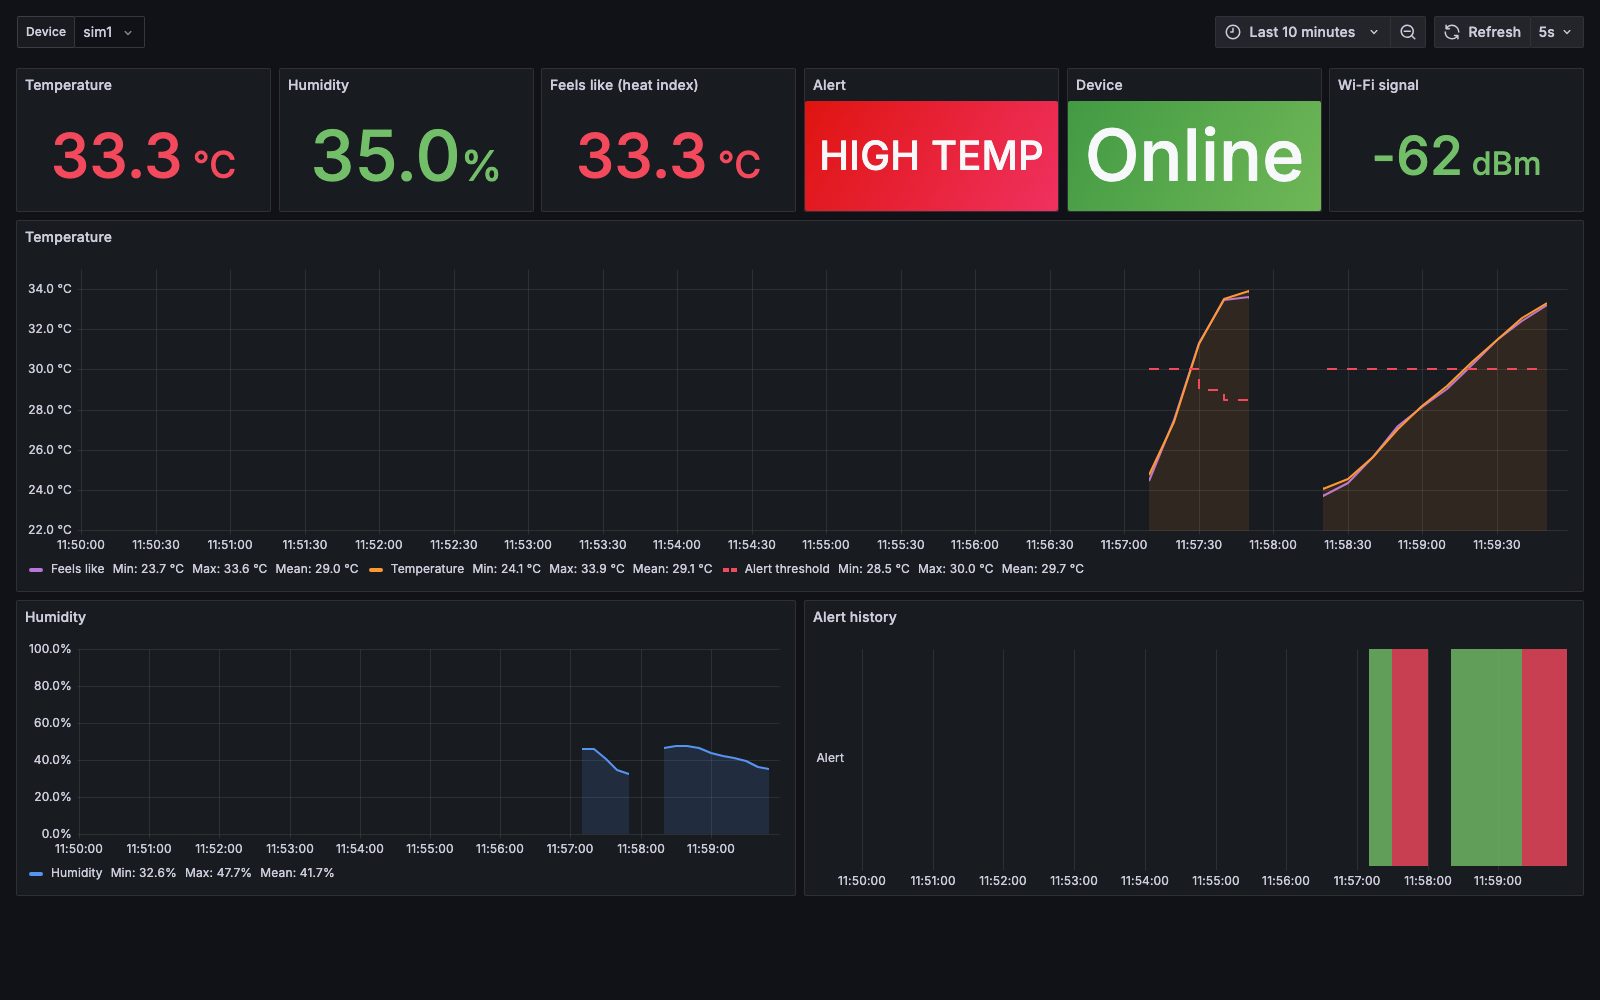 Device sim1 Last 10 minutes Refresh 5s
Temperature Humidity Feels like (heat index) Alert Device Wi-Fi signal
33.3 °C 35.0% 33.3 °C HIGH TEMP Online -62 dBm
Temperature
34.0 °C
32.0 °C
30.0 °C
28.0 °C
26.0 °C
24.0 °C
22.0 °C
11:50:00 11:50:30 11:51:00 11:51:30 11:52:00 11:52:30 11:53:00 11:53:30 11:54:00 11:54:30 11:55:00 11:55:30 11:56:00 11:56:30 11:57:00 11:57:30 11:58:00 11:58:30 11:59:00 11:59:30
Feels like Min: 23.7 °C Max: 33.6 °C Mean: 29.0 °C Temperature Min: 24.1 °C Max: 33.9 °C Mean: 29.1 °C Alert threshold Min: 28.5 °C Max: 30.0 °C Mean: 29.7 °C
Humidity
100.0%
80.0%
60.0%
40.0%
20.0%
0.0%
11:50:00 11:51:00 11:52:00 11:53:00 11:54:00 11:55:00 11:56:00 11:57:00 11:58:00 11:59:00
Humidity Min: 32.6% Max: 47.7% Mean: 41.7%
Alert history
Alert
11:50:00 11:51:00 11:52:00 11:53:00 11:54:00 11:55:00 11:56:00 11:57:00 11:58:00 11:59:00